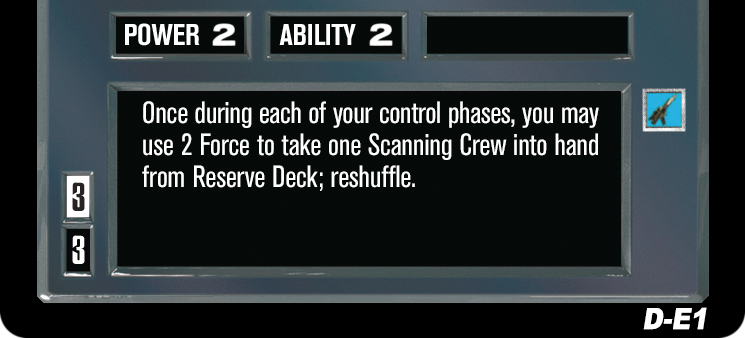 POWER 2 ABILITY 2
Once during each of your control phases, you may
use 2 Force to take one Scanning Crew into hand
from Reserve Deck; reshuffle.
3
3
D-E1